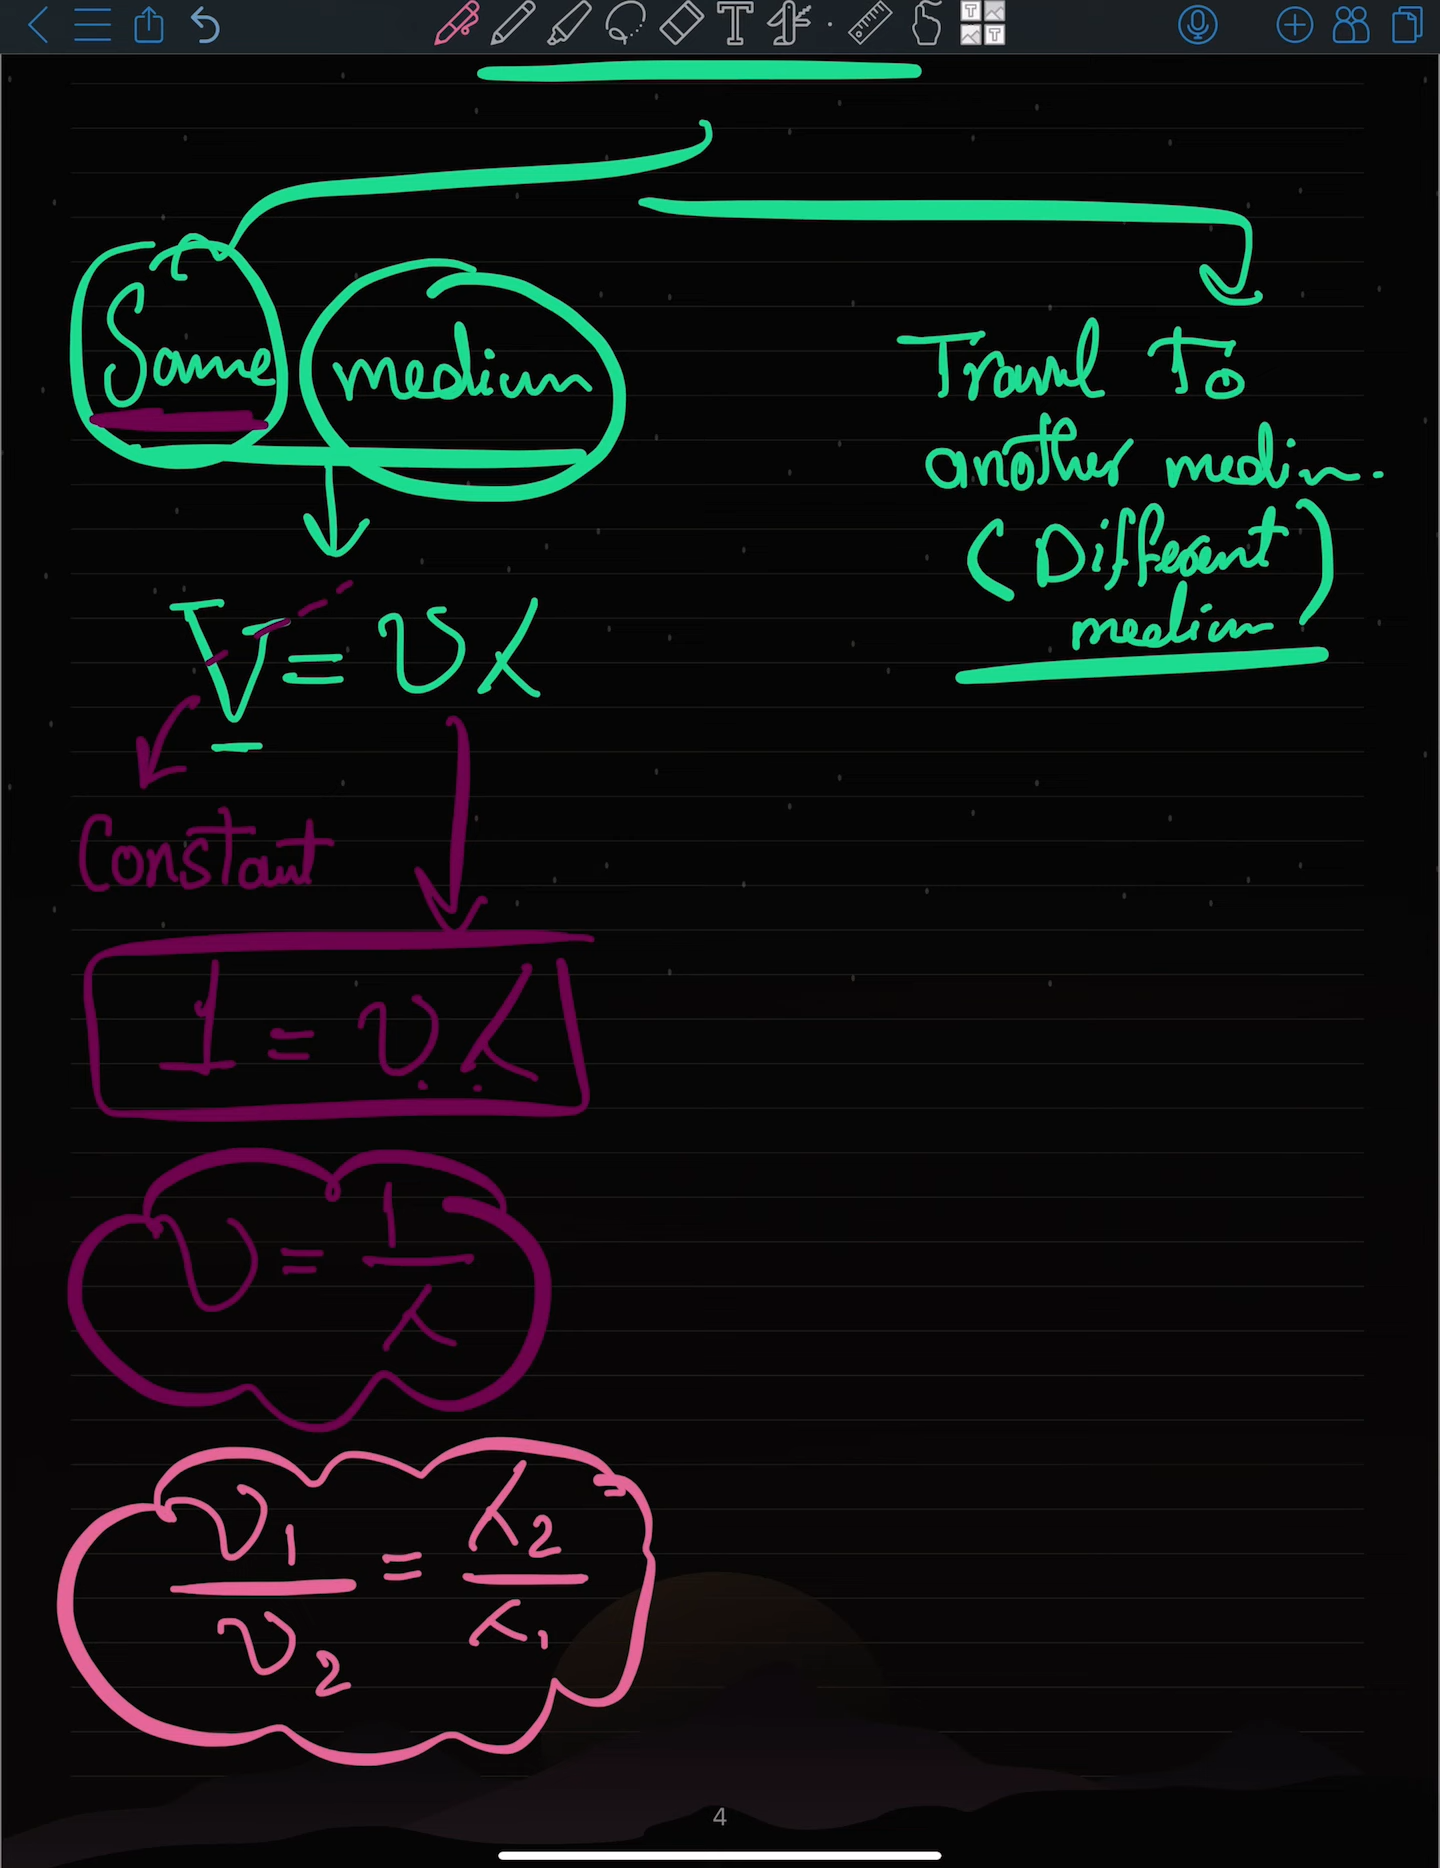 Same medium
Travel To
another medium.
(Different
medium)
V = υλ
Constant
1 = υλ
υ = 1/λ
υ1/υ2 = λ2/λ1
4